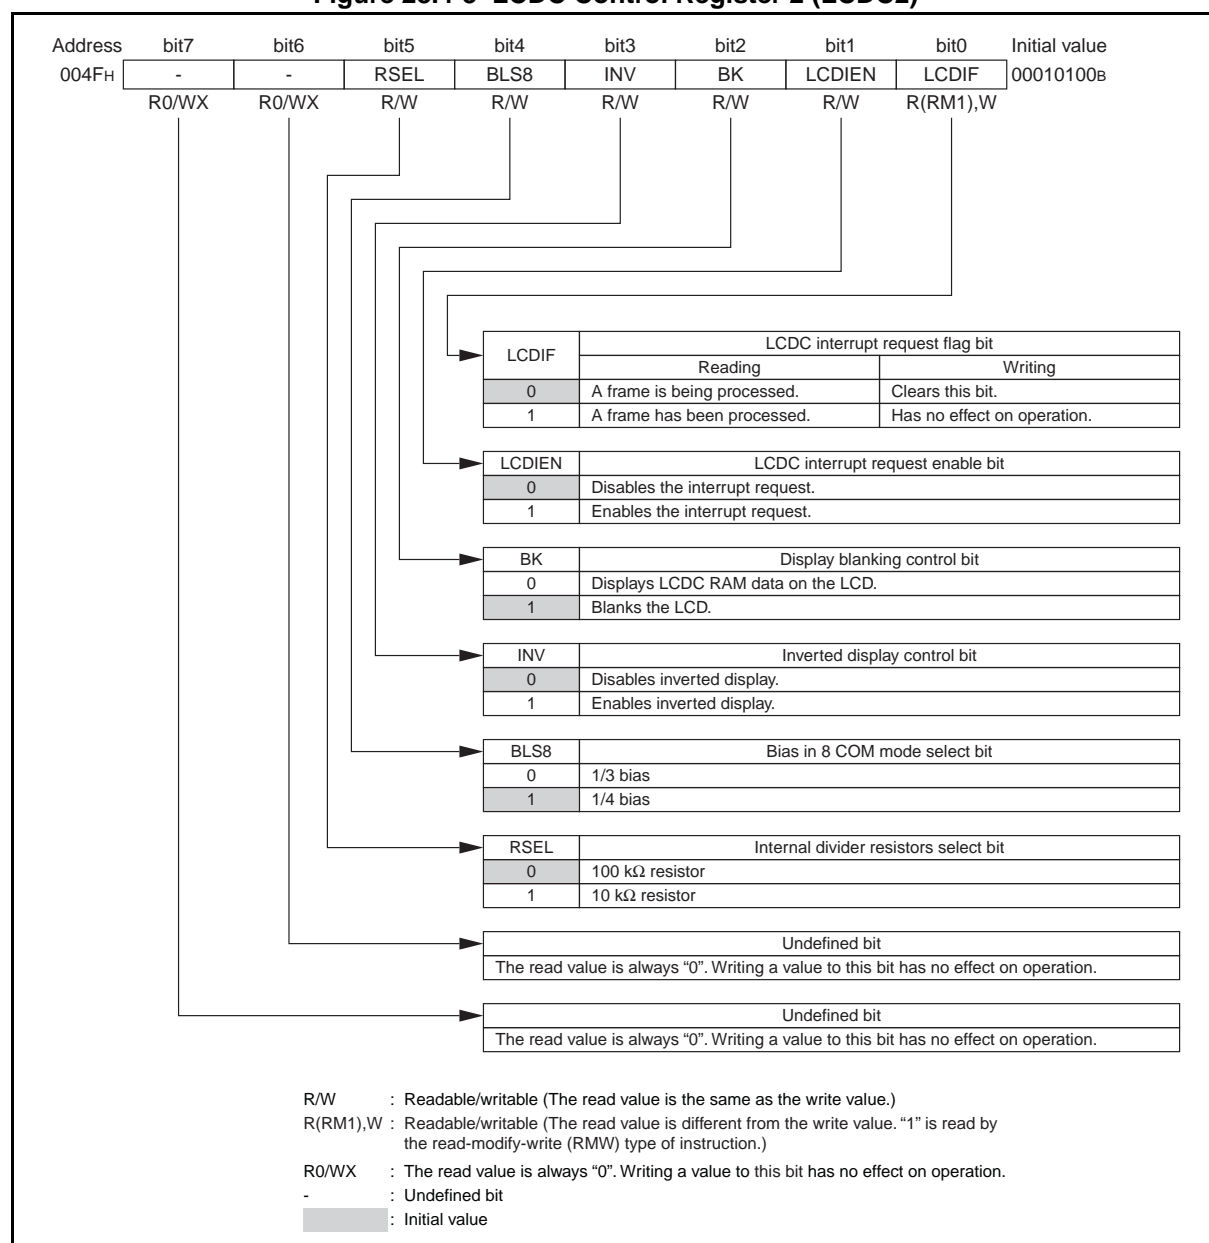 Address bit7 bit6 bit5 bit4 bit3 bit2 bit1 bit0 Initial value
004FH - - RSEL BLS8 INV BK LCDIEN LCDIF 00010100B
R0/WX R0/WX R/W R/W R/W R/W R/W R(RM1),W
LCDIF LCDC interrupt request flag bit
Reading Writing
0 A frame is being processed. Clears this bit.
1 A frame has been processed. Has no effect on operation.
LCDIEN LCDC interrupt request enable bit
0 Disables the interrupt request.
1 Enables the interrupt request.
BK Display blanking control bit
0 Displays LCDC RAM data on the LCD.
1 Blanks the LCD.
INV Inverted display control bit
0 Disables inverted display.
1 Enables inverted display.
BLS8 Bias in 8 COM mode select bit
0 1/3 bias
1 1/4 bias
RSEL Internal divider resistors select bit
0 100 kΩ resistor
1 10 kΩ resistor
Undefined bit
The read value is always “0”. Writing a value to this bit has no effect on operation.
Undefined bit
The read value is always “0”. Writing a value to this bit has no effect on operation.
R/W : Readable/writable (The read value is the same as the write value.)
R(RM1),W : Readable/writable (The read value is different from the write value. “1” is read by
the read-modify-write (RMW) type of instruction.)
R0/WX : The read value is always “0”. Writing a value to this bit has no effect on operation.
- : Undefined bit
: Initial value